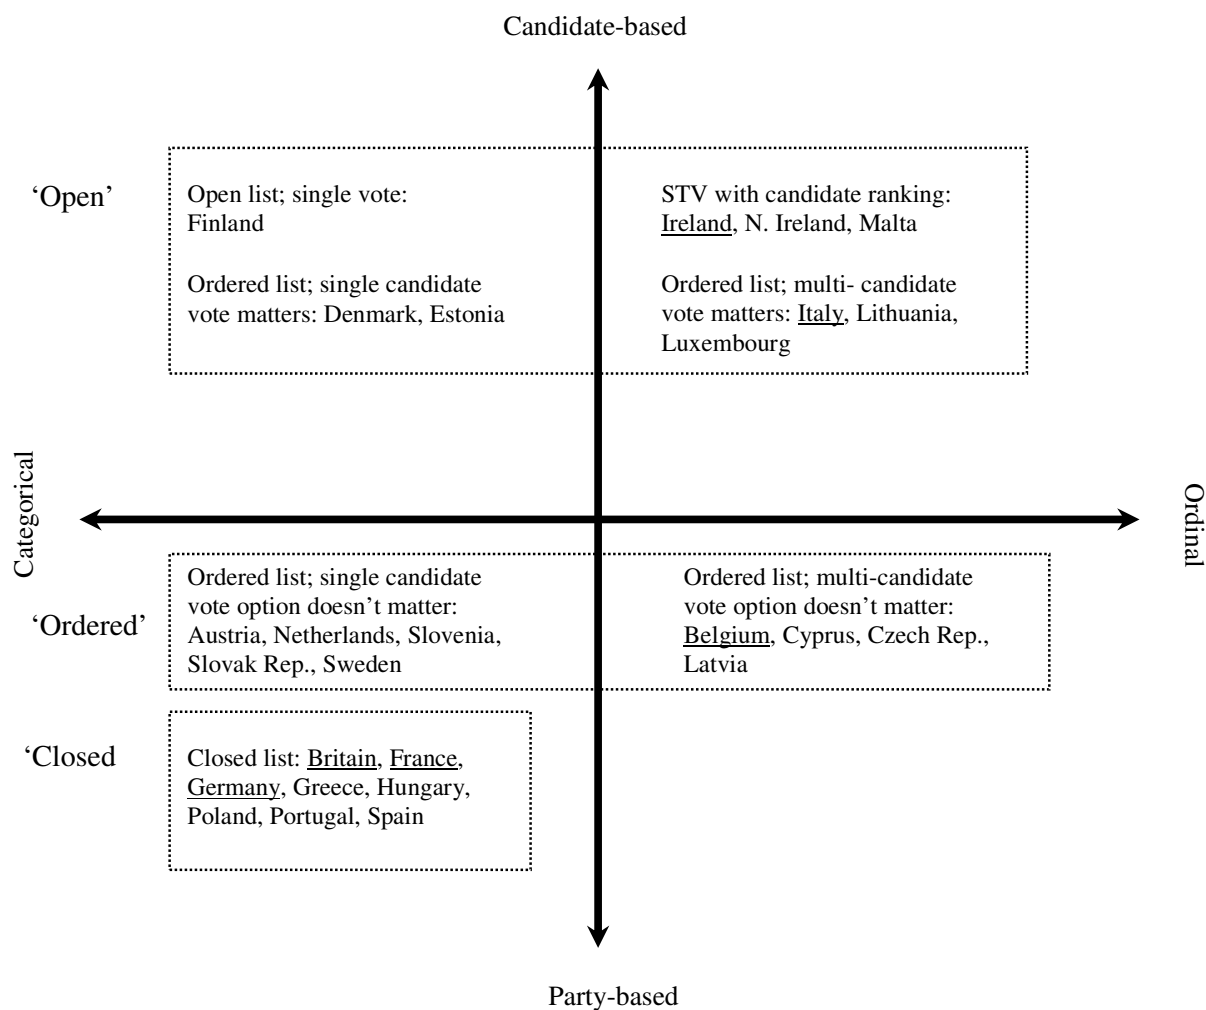 Candidate-based
‘Open’
Open list; single vote:
Finland
Ordered list; single candidate
vote matters: Denmark, Estonia
STV with candidate ranking:
Ireland, N. Ireland, Malta
Ordered list; multi- candidate
vote matters: Italy, Lithuania,
Luxembourg
Categorical
Ordinal
‘Ordered’
Ordered list; single candidate
vote option doesn’t matter:
Austria, Netherlands, Slovenia,
Slovak Rep., Sweden
Ordered list; multi-candidate
vote option doesn’t matter:
Belgium, Cyprus, Czech Rep.,
Latvia
‘Closed
Closed list: Britain, France,
Germany, Greece, Hungary,
Poland, Portugal, Spain
Party-based